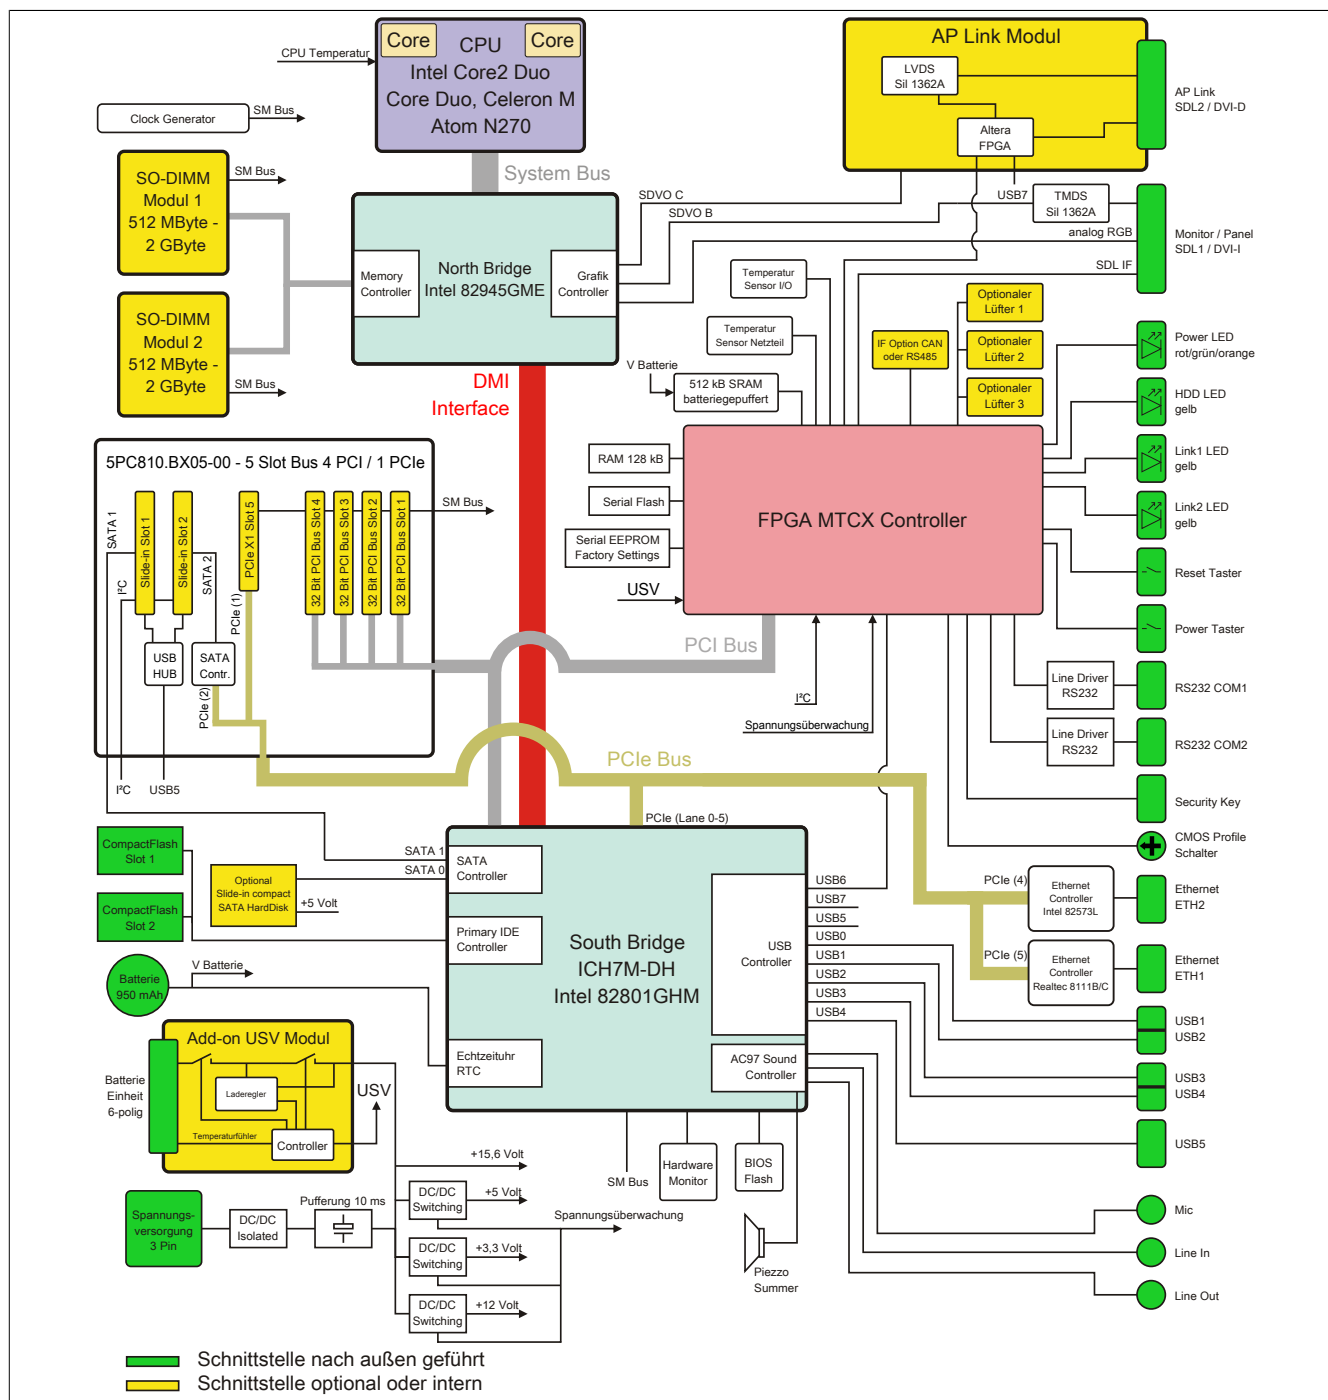 Core
CPU
Core
Intel Core2 Duo
Core Duo, Celeron M
Atom N270
CPU Temperatur
Clock Generator
SM Bus
SO-DIMM
Modul 1
512 MByte -
2 GByte
SM Bus
SO-DIMM
Modul 2
512 MByte -
2 GByte
SM Bus
System Bus
Memory
Controller
North Bridge
Intel 82945GME
Grafik
Controller
SDVO C
SDVO B
analog RGB
SDL IF
DMI
Interface
AP Link Modul
LVDS
Sil 1362A
Altera
FPGA
USB7
TMDS
Sil 1362A
AP Link
SDL2 / DVI-D
Monitor / Panel
SDL1 / DVI-I
Temperatur
Sensor I/O
Temperatur
Sensor Netzteil
V Batterie
512 kB SRAM
batteriegepuffert
IF Option CAN
oder RS485
Optionaler
Lüfter 1
Optionaler
Lüfter 2
Optionaler
Lüfter 3
Power LED
rot/grün/orange
HDD LED
gelb
Link1 LED
gelb
Link2 LED
gelb
Reset Taster
Power Taster
RAM 128 kB
Serial Flash
Serial EEPROM
Factory Settings
USV
FPGA MTCX Controller
5PC810.BX05-00 - 5 Slot Bus 4 PCI / 1 PCIe
SATA 1
Slide-in Slot 1
Slide-in Slot 2
SATA 2
PCIe X1 Slot 5
32 Bit PCI Bus Slot 4
32 Bit PCI Bus Slot 3
32 Bit PCI Bus Slot 2
32 Bit PCI Bus Slot 1
SM Bus
I²C
PCIe (1)
USB
HUB
SATA
Contr.
PCIe (2)
I²C
USB5
PCI Bus
I²C
Spannungsüberwachung
Line Driver
RS232
RS232 COM1
Line Driver
RS232
RS232 COM2
Security Key
CMOS Profile
Schalter
PCIe Bus
PCIe (Lane 0-5)
PCIe (4)
Ethernet
Controller
Intel 82573L
Ethernet
ETH2
PCIe (5)
Ethernet
Controller
Realtec 8111B/C
Ethernet
ETH1
CompactFlash
Slot 1
CompactFlash
Slot 2
Optional
Slide-in compact
SATA HardDisk
+5 Volt
SATA 1
SATA 0
SATA
Controller
Primary IDE
Controller
South Bridge
ICH7M-DH
Intel 82801GHM
USB
Controller
USB6
USB7
USB5
USB0
USB1
USB2
USB3
USB4
Echtzeituhr
RTC
AC97 Sound
Controller
Batterie
950 mAh
V Batterie
Add-on USV Modul
Laderegler
Temperaturfühler
Controller
USV
Batterie
Einheit
6-polig
USB1
USB2
USB3
USB4
USB5
Mic
Line In
Line Out
SM Bus
Hardware
Monitor
BIOS
Flash
Piezzo
Summer
Spannungs-
versorgung
3 Pin
DC/DC
Isolated
Pufferung 10 ms
+15,6 Volt
DC/DC
Switching
+5 Volt
Spannungsüberwachung
DC/DC
Switching
+3,3 Volt
DC/DC
Switching
+12 Volt
Schnittstelle nach außen geführt
Schnittstelle optional oder intern